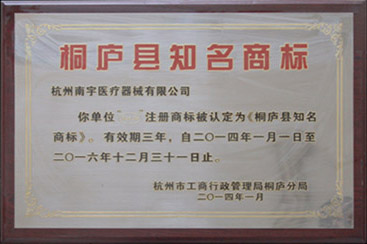 桐庐县知名商标
杭州南宇医疗器械有限公司
你单位“ ”注册商标被认定为《桐庐县知名
商标》。有效期三年，自二〇一四年一月一日至
二〇一六年十二月三十一日止。
杭州市工商行政管理局桐庐分局
二〇一四年一月